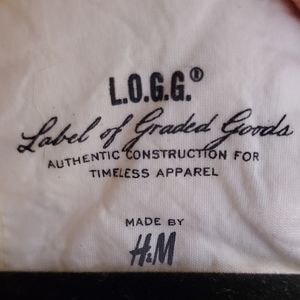 L.O.G.G.®
Label of Graded Goods
AUTHENTIC CONSTRUCTION FOR
TIMELESS APPAREL
MADE BY
H&M